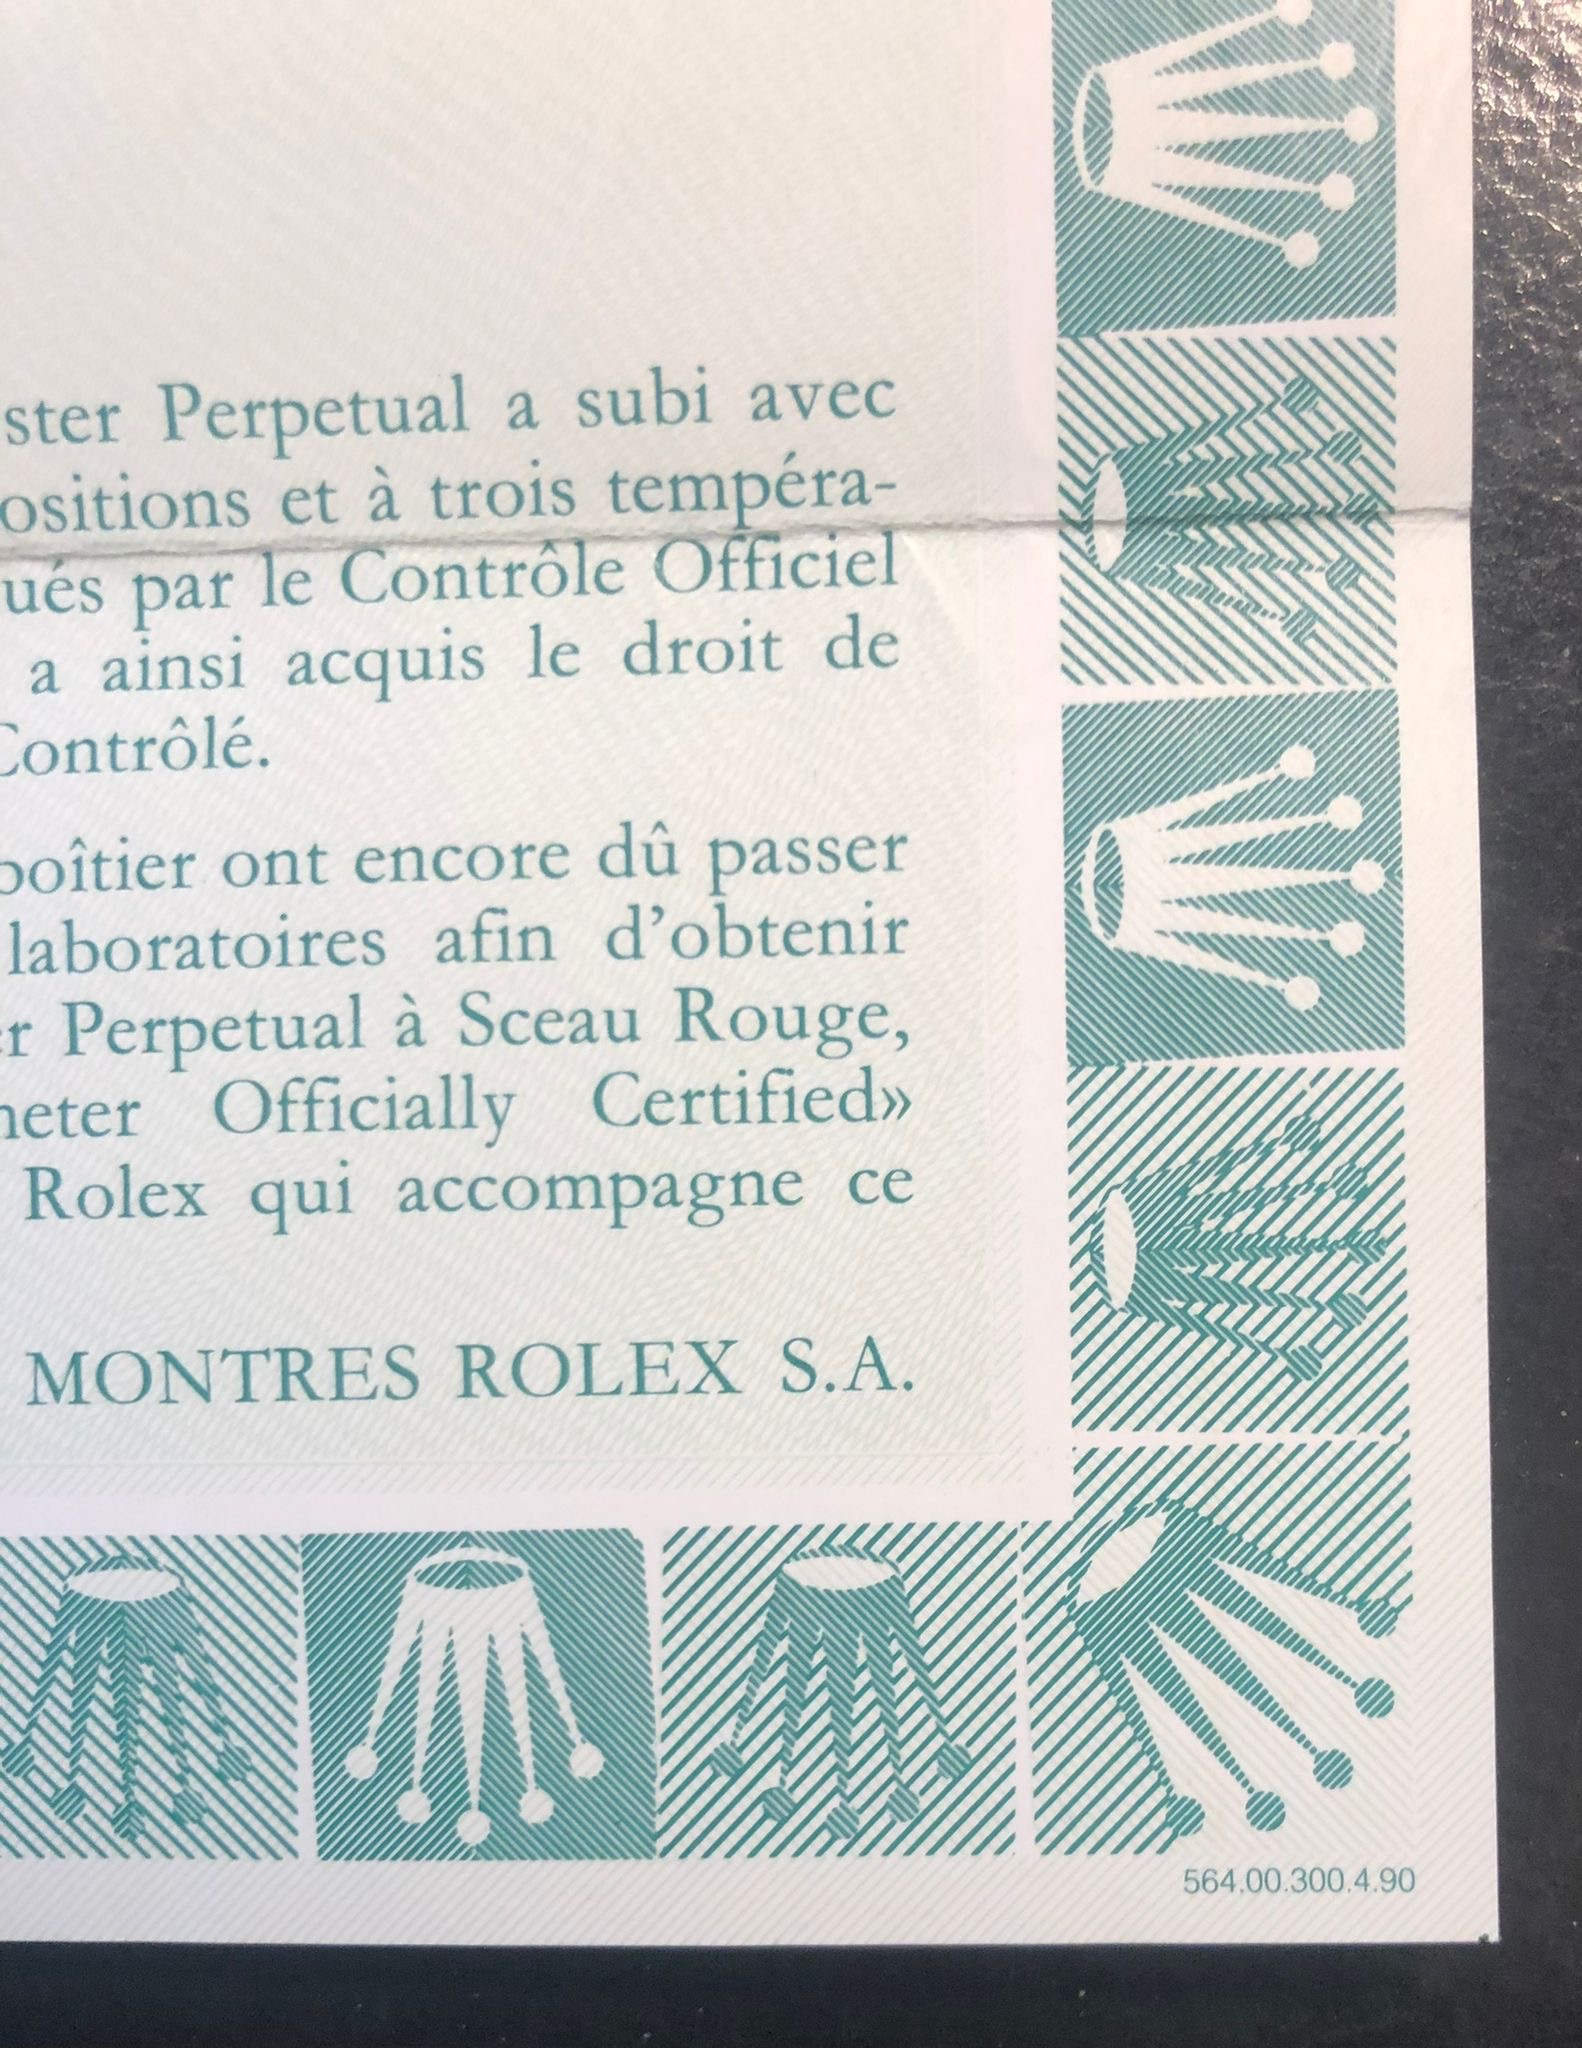 ster Perpetual a subi avec
ositions et à trois tempéra-
ués par le Contrôle Officiel
a ainsi acquis le droit de
Contrôlé.
boîtier ont encore dû passer
laboratoires afin d'obtenir
er Perpetual à Sceau Rouge,
meter Officially Certified»
Rolex qui accompagne ce
MONTRES ROLEX S.A.
564.00.300.4.90